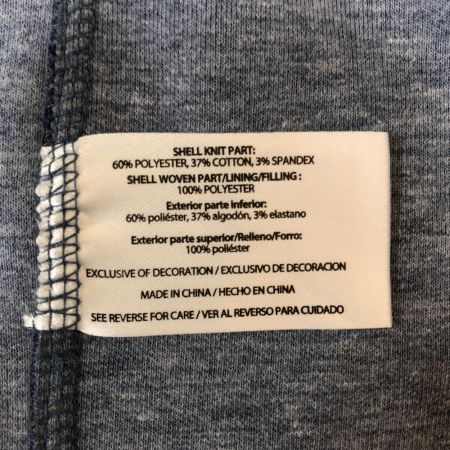 SHELL KNIT PART:
60% POLYESTER, 37% COTTON, 3% SPANDEX
SHELL WOVEN PART/LINING/FILLING :
100% POLYESTER
Exterior parte inferior:
60% poliéster, 37% algodón, 3% elastano
Exterior parte superior/Relleno/Forro:
100% poliéster
EXCLUSIVE OF DECORATION / EXCLUSIVO DE DECORACION
MADE IN CHINA / HECHO EN CHINA
SEE REVERSE FOR CARE / VER AL REVERSO PARA CUIDADO